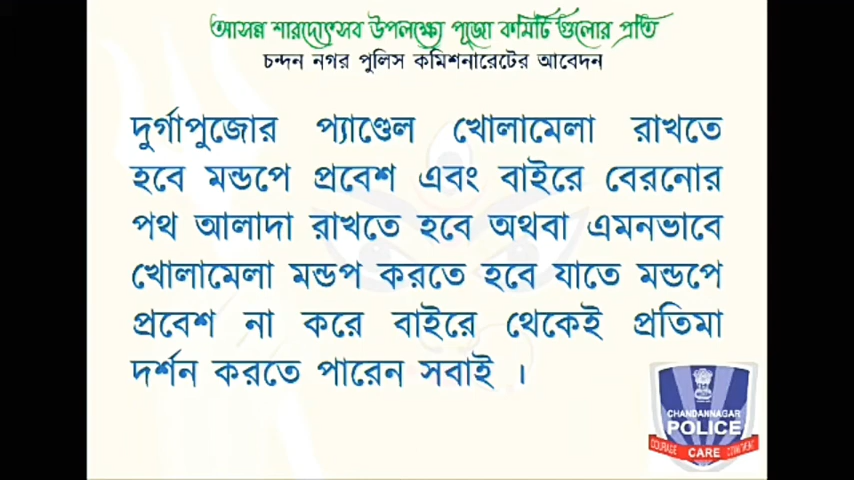 আসন্ন শারদোৎসব উপলক্ষ্যে পূজো কমিটি গুলোর প্রতি
চন্দন নগর পুলিস কমিশনারেটের আবেদন
দুর্গাপুজোর প্যাণ্ডেল খোলামেলা রাখতে
হবে মন্ডপে প্রবেশ এবং বাইরে বেরনোর
পথ আলাদা রাখতে হবে অথবা এমনভাবে
খোলামেলা মন্ডপ করতে হবে যাতে মন্ডপে
প্রবেশ না করে বাইরে থেকেই প্রতিমা
দর্শন করতে পারেন সবাই ।
CHANDANNAGAR
POLICE
COURAGE CARE COMMITMENT